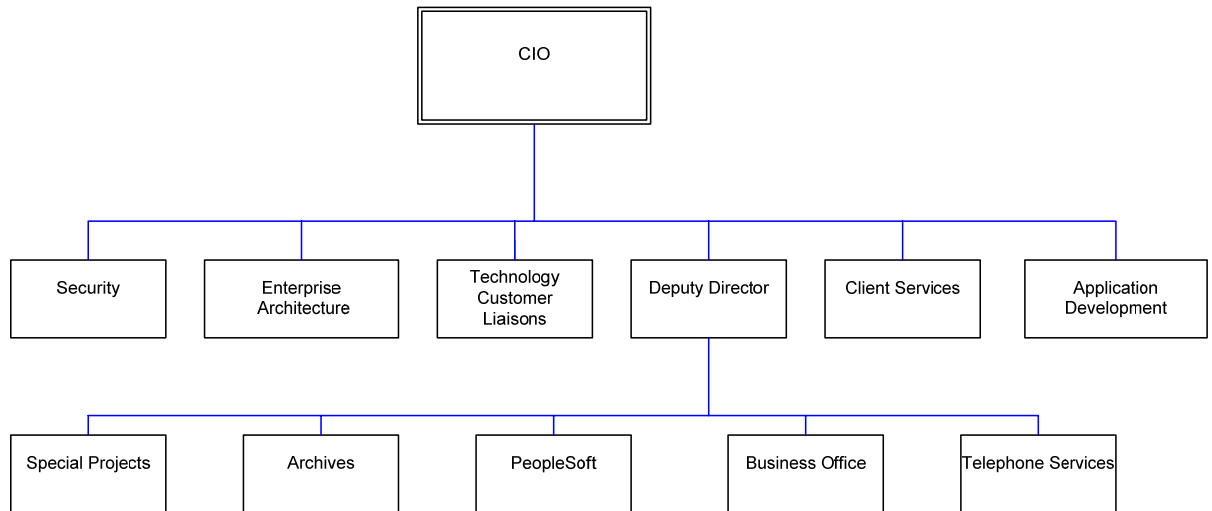 CIO
Security
Enterprise
Architecture
Technology
Customer
Liaisons
Deputy Director
Client Services
Application
Development
Special Projects
Archives
PeopleSoft
Business Office
Telephone Services